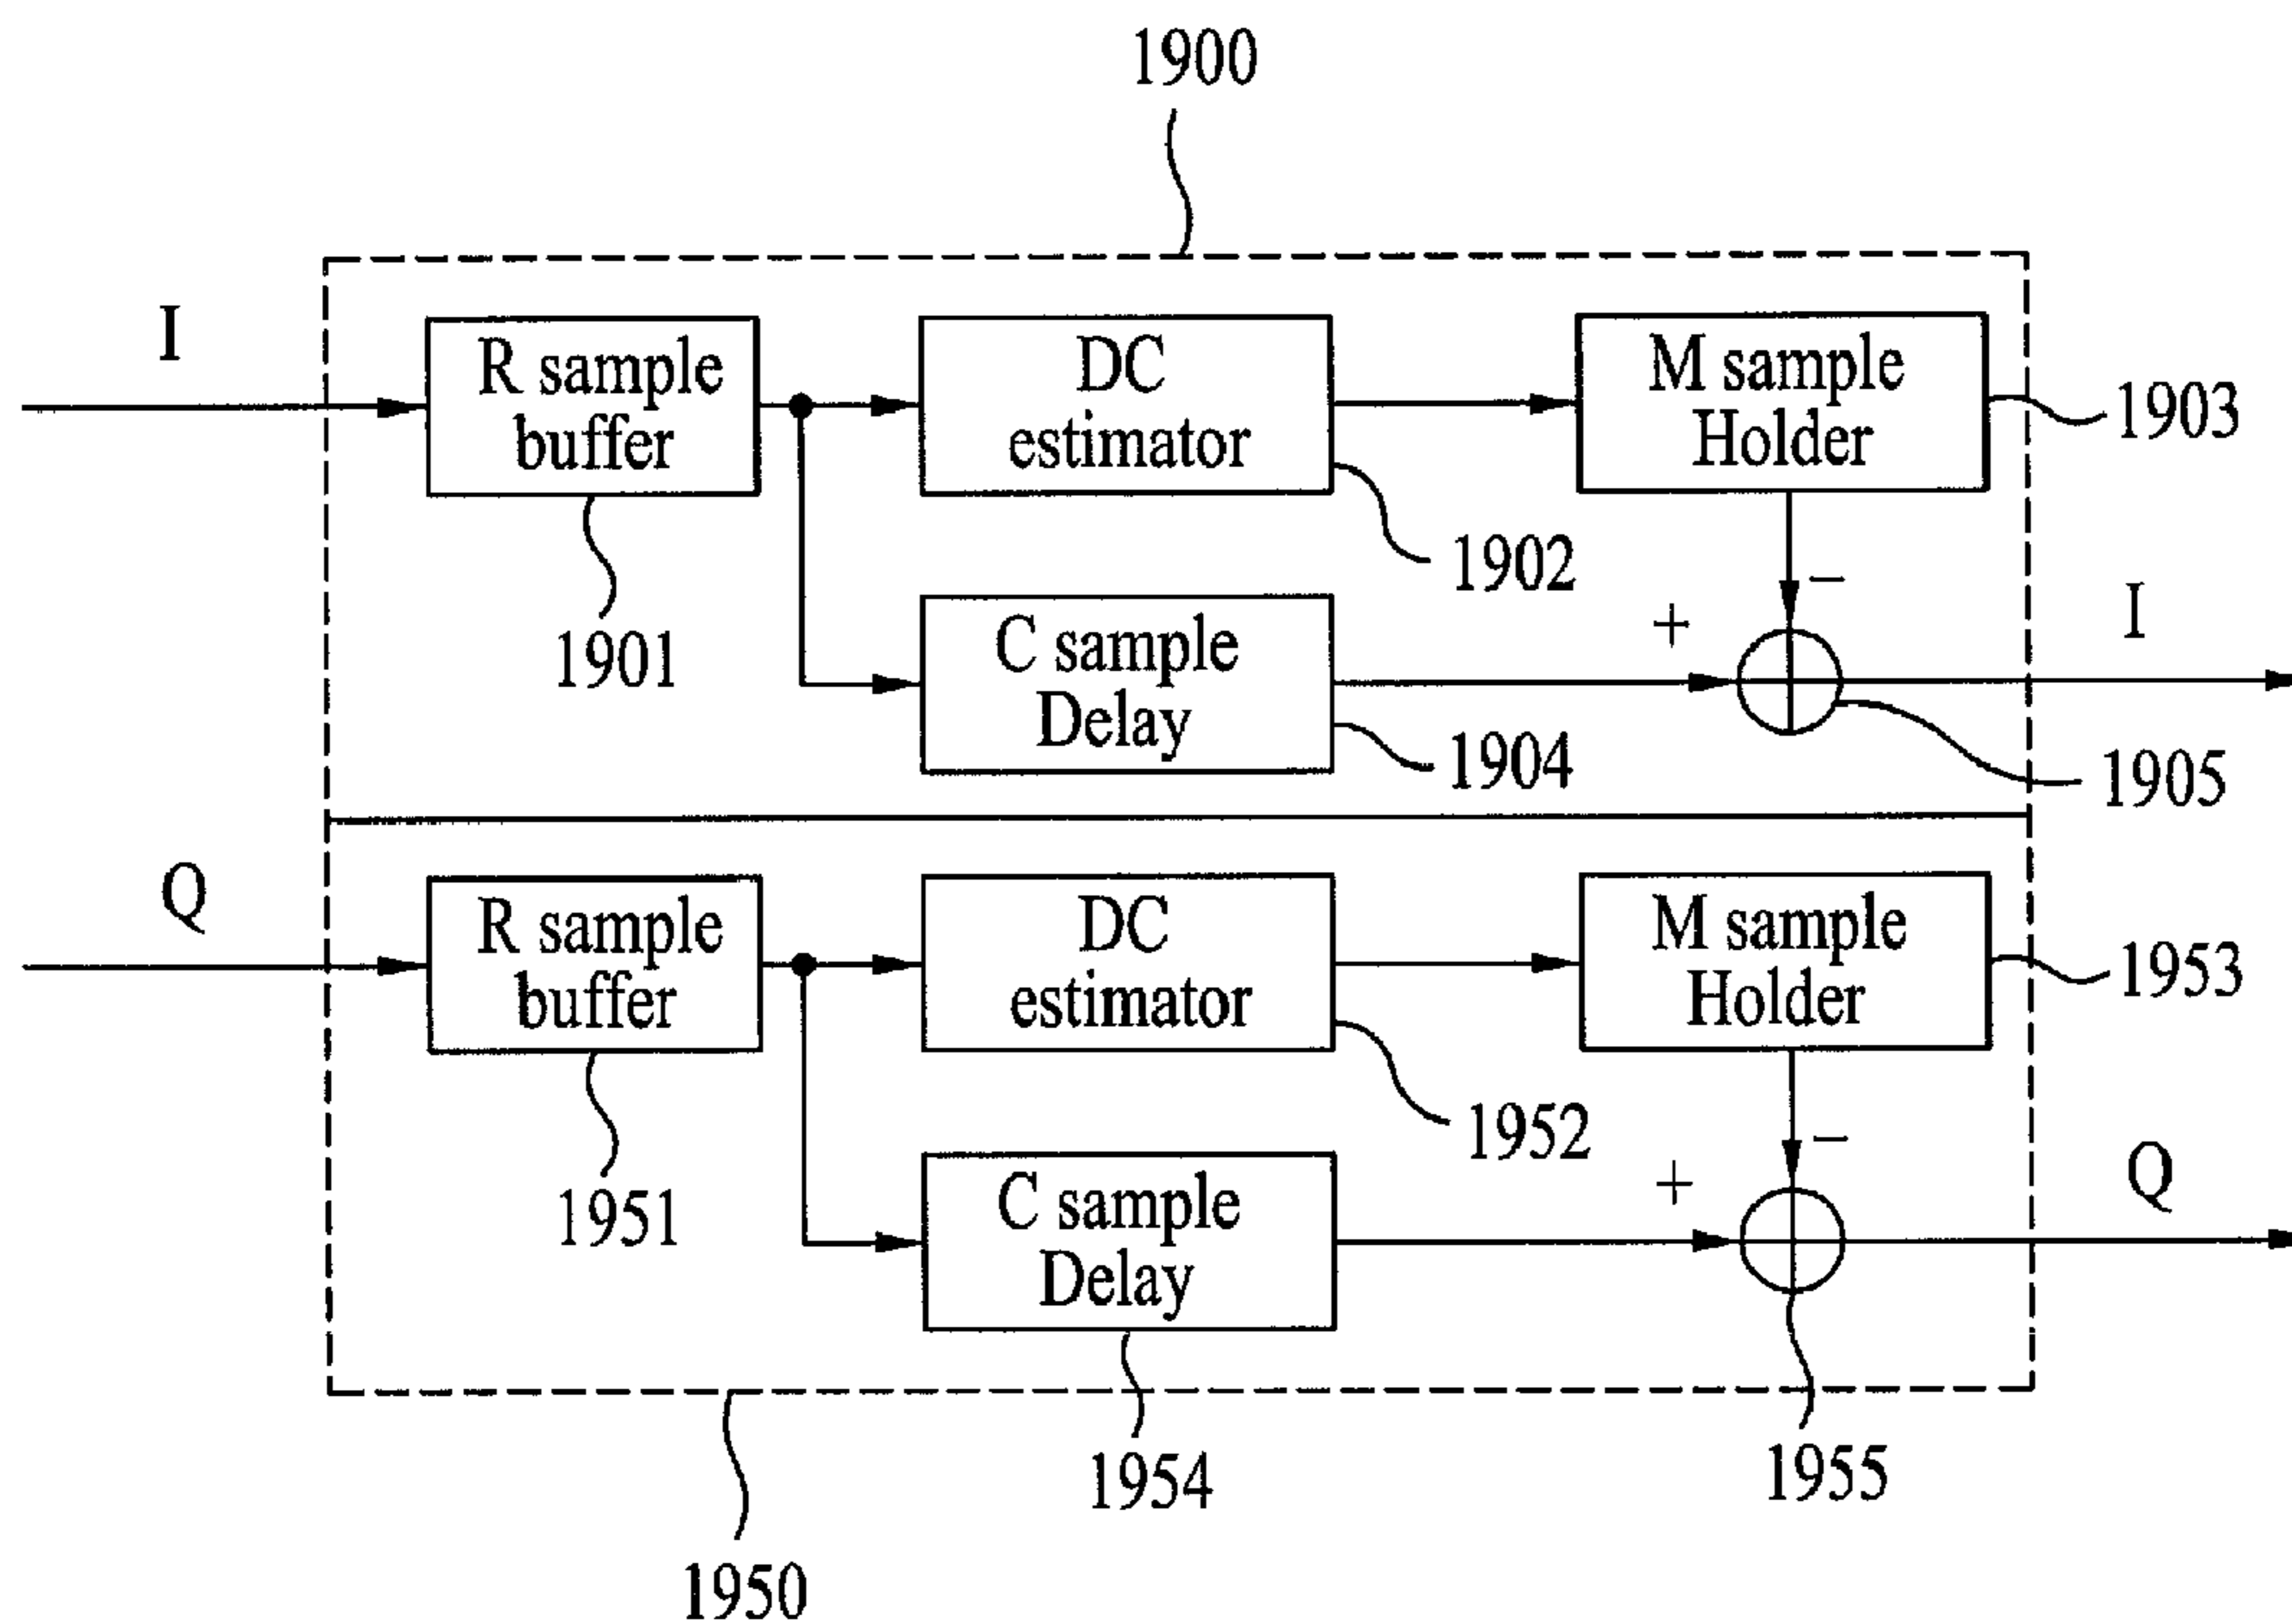 1900
I
R sample
buffer
DC
estimator
M sample
Holder
1903
1901
1902
−
+
I
C sample
Delay
1904
1905
Q
R sample
buffer
DC
estimator
M sample
Holder
1953
1951
1952
−
+
Q
C sample
Delay
1954
1955
1950